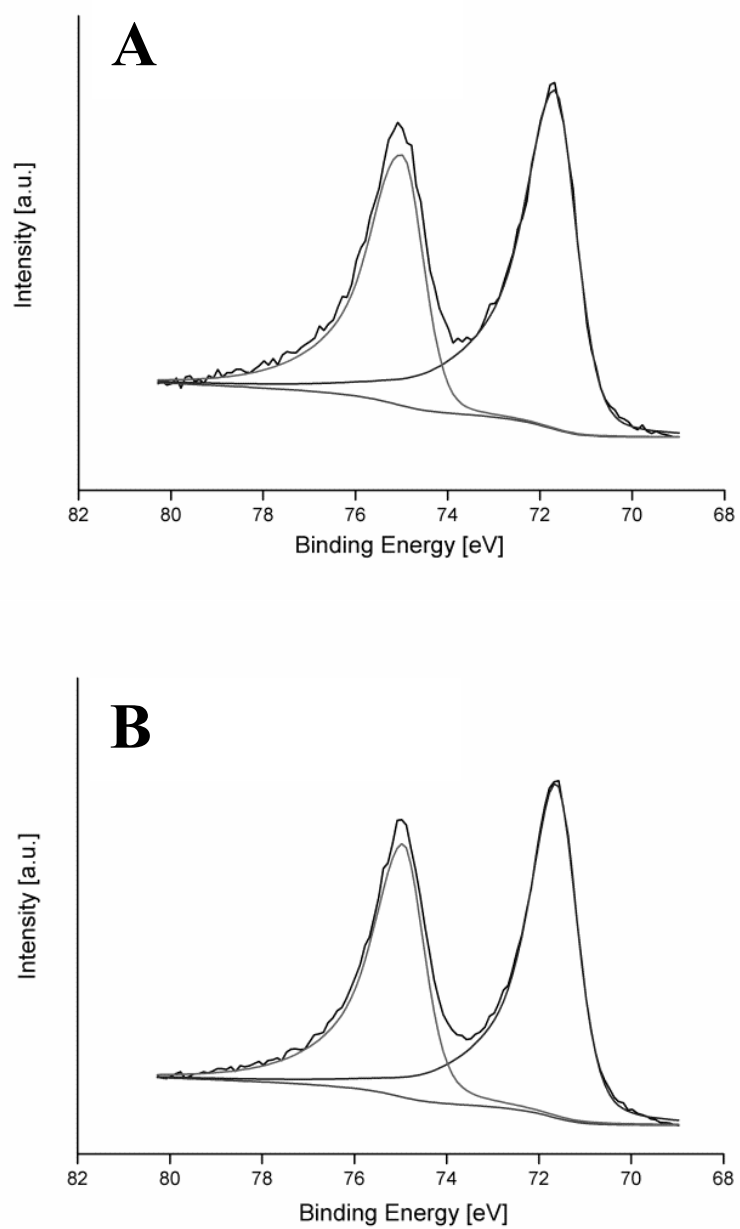 A
Intensity [a.u.]
82 80 78 76 74 72 70 68
Binding Energy [eV]
B
Intensity [a.u.]
82 80 78 76 74 72 70 68
Binding Energy [eV]